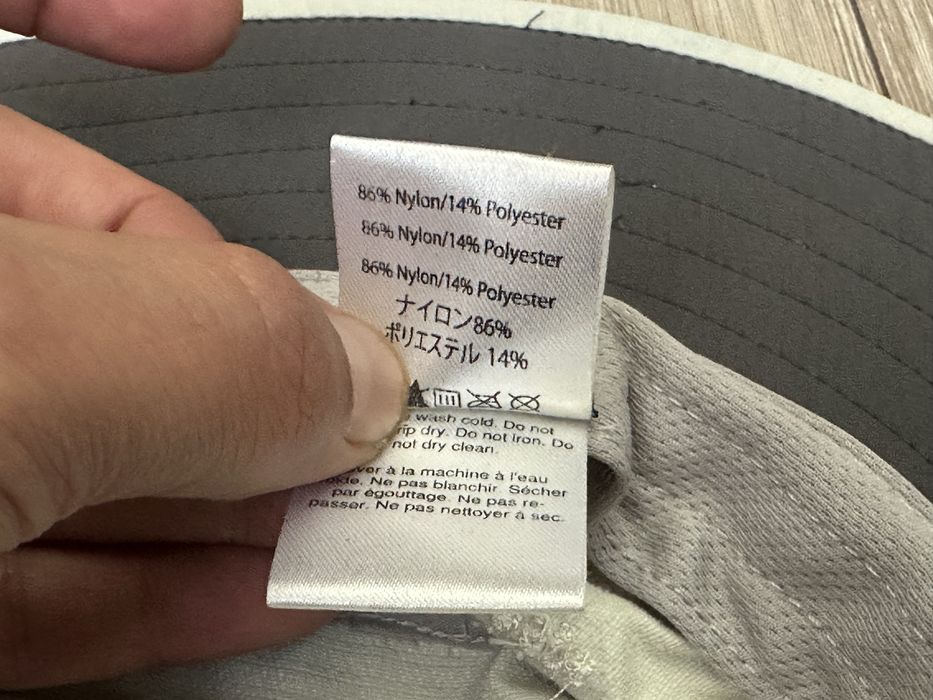 86% Nylon/14% Polyester
86% Nylon/14% Polyester
86% Nylon/14% Polyester
ナイロン86%
ポリエステル 14%
wash cold. Do not
dry. Do not iron. Do
not dry clean.
à la machine à l'eau
Ne pas blanchir. Sécher
par égouttage. Ne pas re-
passer. Ne pas nettoyer à sec.